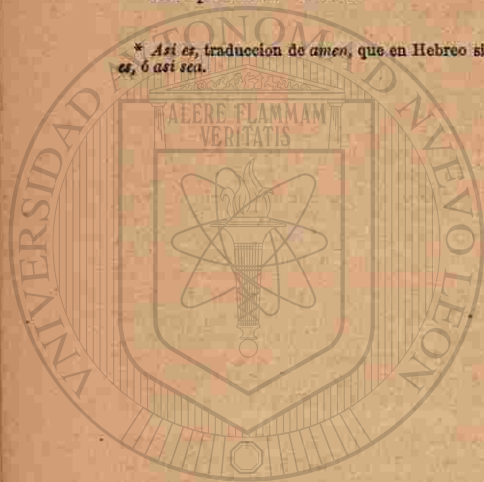 * Asi es, traduccion de amen, que en Hebreo si
es, ó asi sea.
UNIVERSIDAD AUTONOMA DE NUEVO LEON
ALERE FLAMMAM
VERITATIS